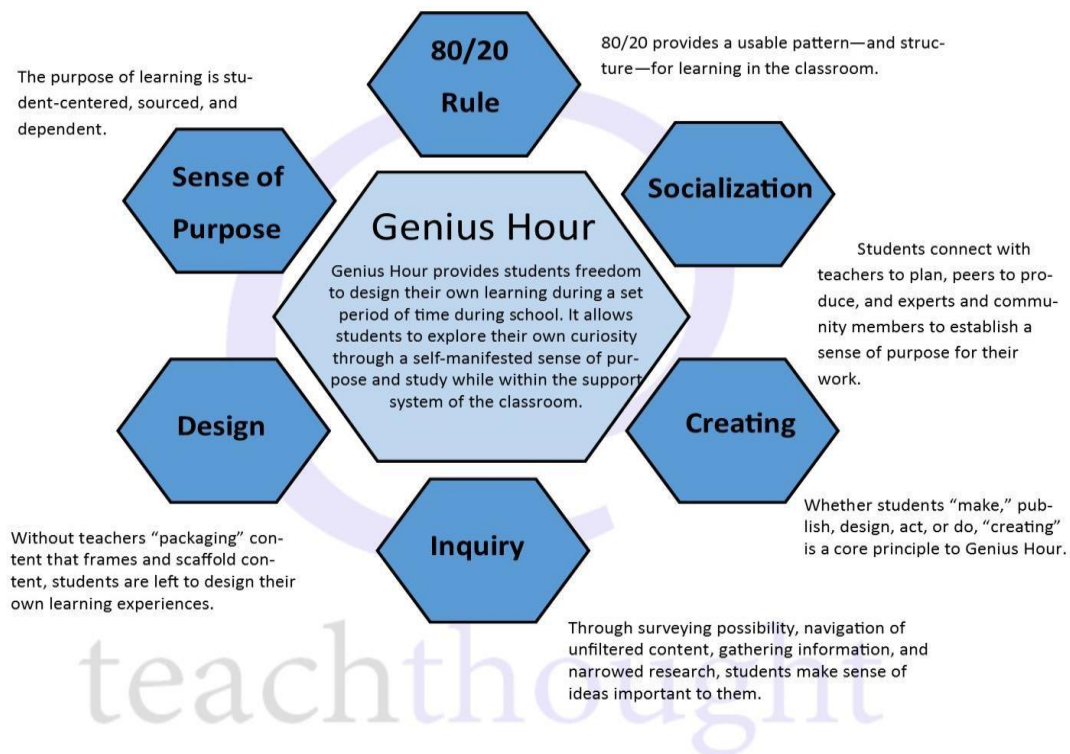 80/20
Rule
80/20 provides a usable pattern—and struc-
ture—for learning in the classroom.
The purpose of learning is stu-
dent-centered, sourced, and
dependent.
Sense of
Purpose
Socialization
Students connect with
teachers to plan, peers to pro-
duce, and experts and commu-
nity members to establish a
sense of purpose for their
work.
Genius Hour
Genius Hour provides students freedom
to design their own learning during a set
period of time during school. It allows
students to explore their own curiosity
through a self-manifested sense of pur-
pose and study while within the support
system of the classroom.
Design
Without teachers “packaging” con-
tent that frames and scaffold con-
tent, students are left to design their
own learning experiences.
Creating
Whether students “make,” pub-
lish, design, act, or do, “creating”
is a core principle to Genius Hour.
Inquiry
Through surveying possibility, navigation of
unfiltered content, gathering information, and
narrowed research, students make sense of
ideas important to them.
teachthought